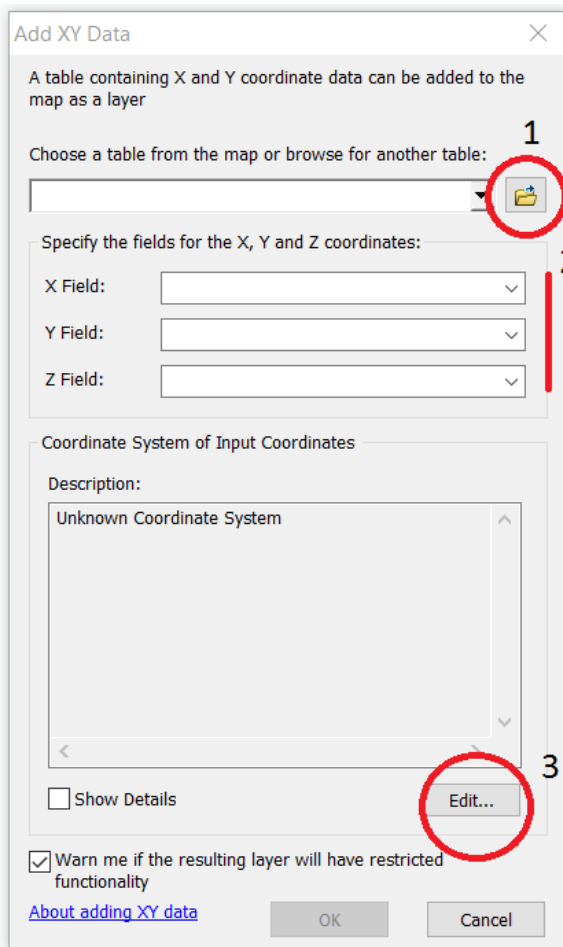 Add XY Data
A table containing X and Y coordinate data can be added to the
map as a layer
1
Choose a table from the map or browse for another table:
Specify the fields for the X, Y and Z coordinates:
X Field:
Y Field:
Z Field:
Coordinate System of Input Coordinates
Description:
Unknown Coordinate System
3
Show Details
Edit...
Warn me if the resulting layer will have restricted
functionality
About adding XY data
OK
Cancel